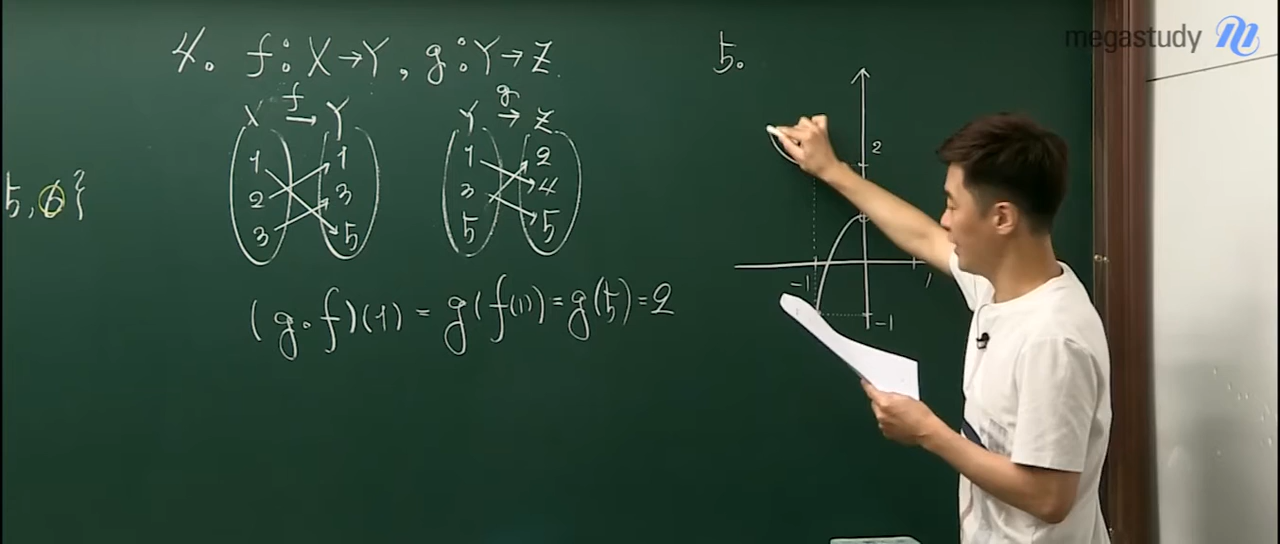 4. f : X → Y, g : Y → Z
X f → Y
1 1
2 3
3 5
Y g → Z
1 2
3 4
5 5
(g∘f)(1) = g(f(1)) = g(5) = 2
5, 6}
5.
2
-1 1
-1
megastudy